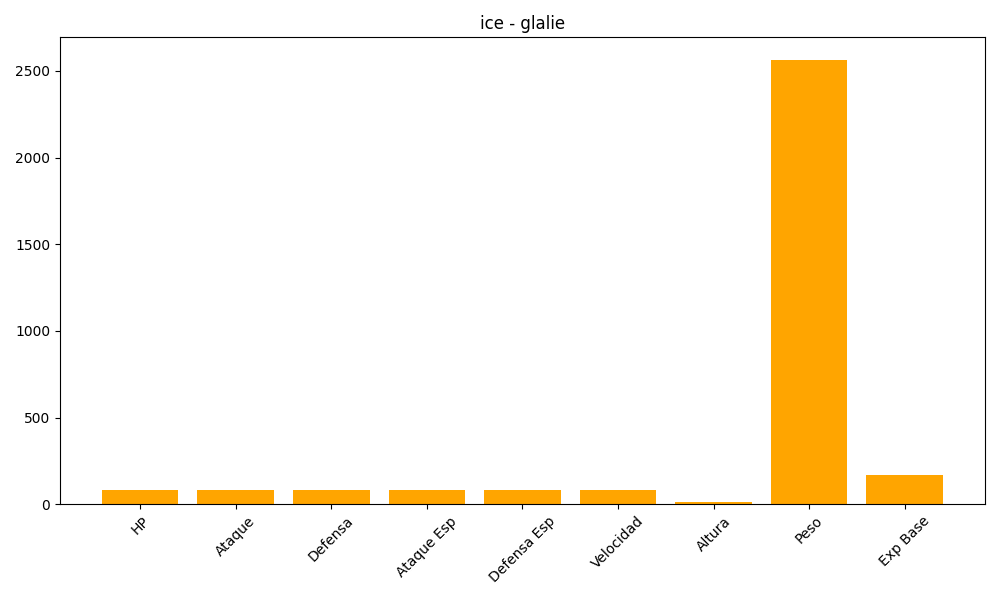 ice - glalie
2500
2000
1500
1000
500
0
HP
Ataque
Defensa
Ataque Esp
Defensa Esp
Velocidad
Altura
Peso
Exp Base